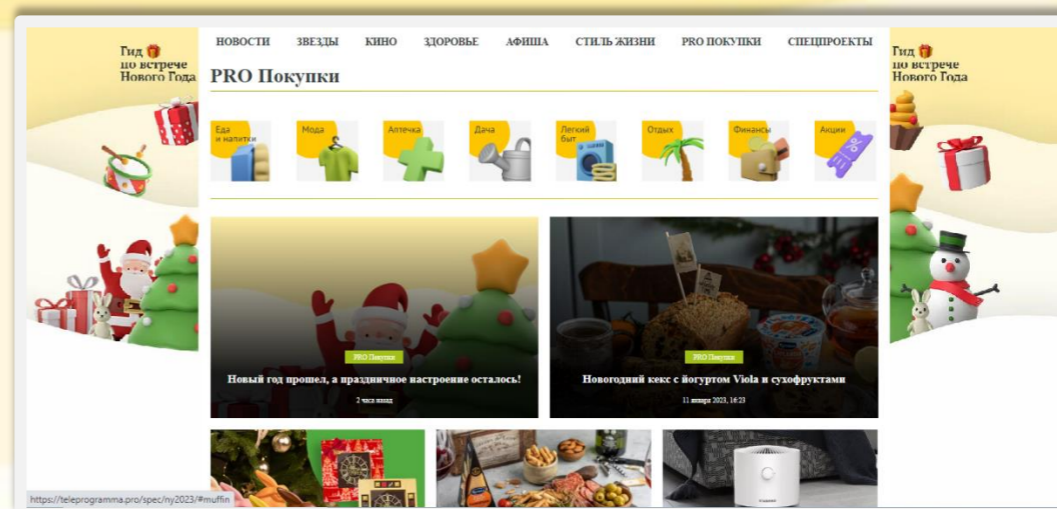 НОВОСТИ ЗВЕЗДЫ КИНО ЗДОРОВЬЕ АФИША СТИЛЬ ЖИЗНИ PRO ПОКУПКИ СПЕЦПРОЕКТЫ
Гид
по встрече
Нового Года
Гид
по встрече
Нового Года
PRO Покупки
Еда
и напитки
Мода
Аптечка
Дача
Легкий
быт
Отдых
Финансы
Акции
PRO Покупки
Новый год прошел, а праздничное настроение осталось!
2 часа назад
PRO Покупки
Новогодний кекс с йогуртом Viola и сухофруктами
11 января 2023, 16:23
https://teleprogramma.pro/spec/ny2023/#muffin